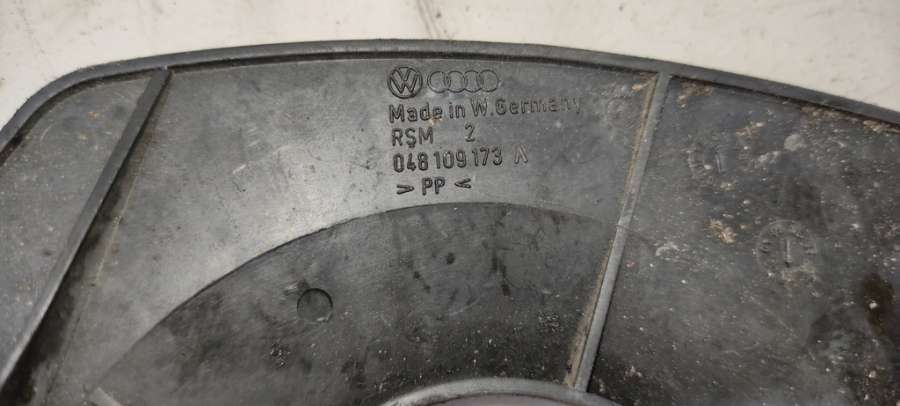 Made in W.Germany
RSM 2
048 109 173 A
> PP <